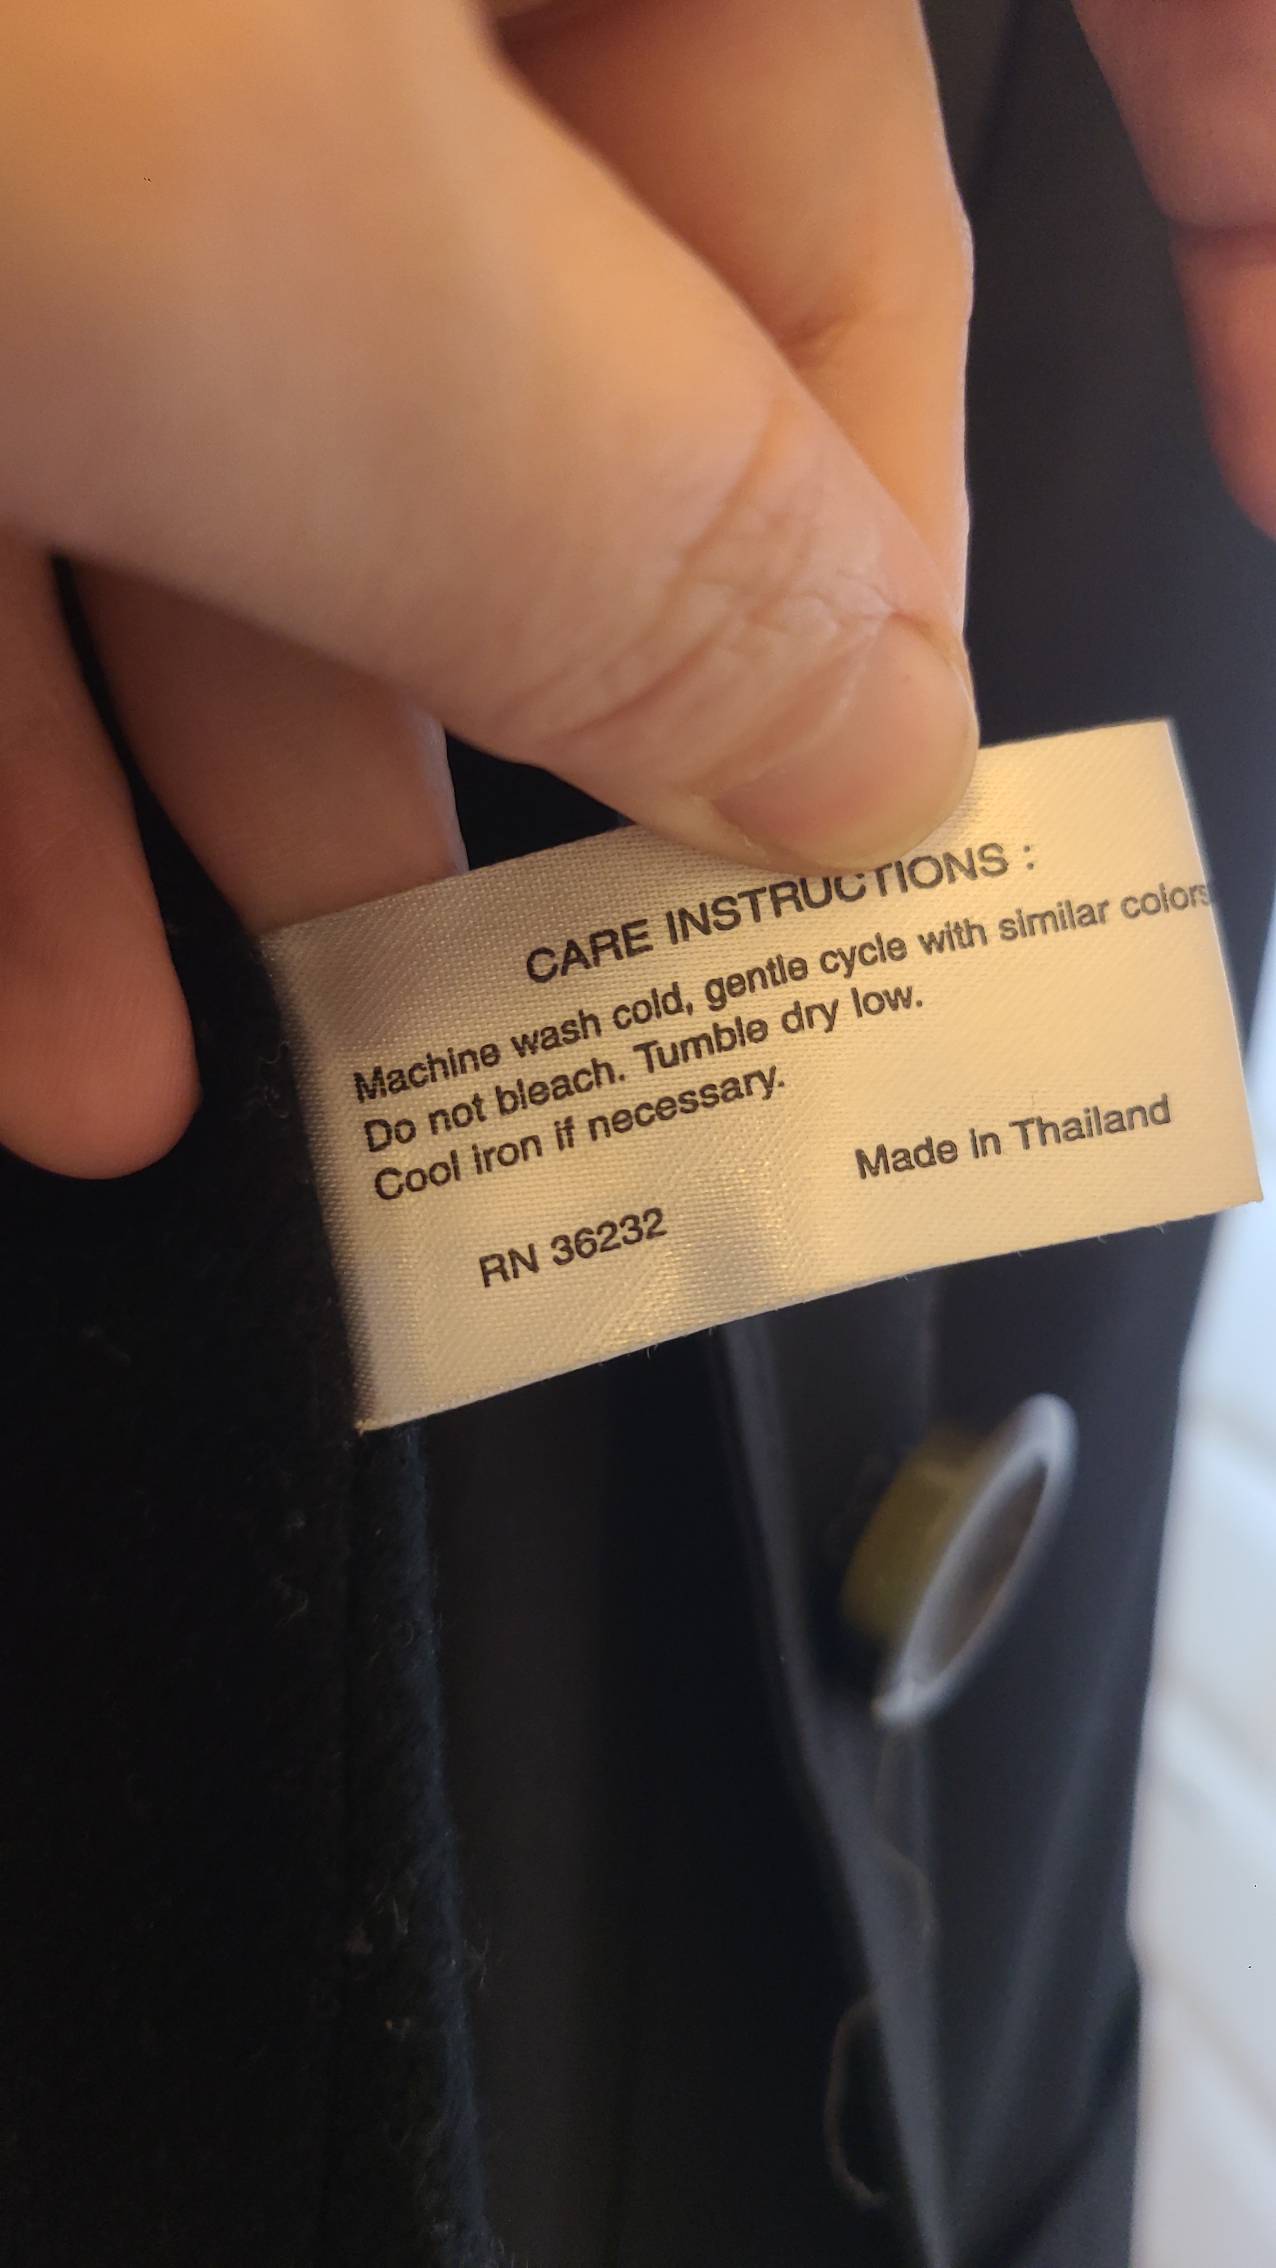 CARE INSTRUCTIONS :
Machine wash cold, gentle cycle with similar colors
Do not bleach. Tumble dry low.
Cool iron if necessary.
Made in Thailand
RN 36232